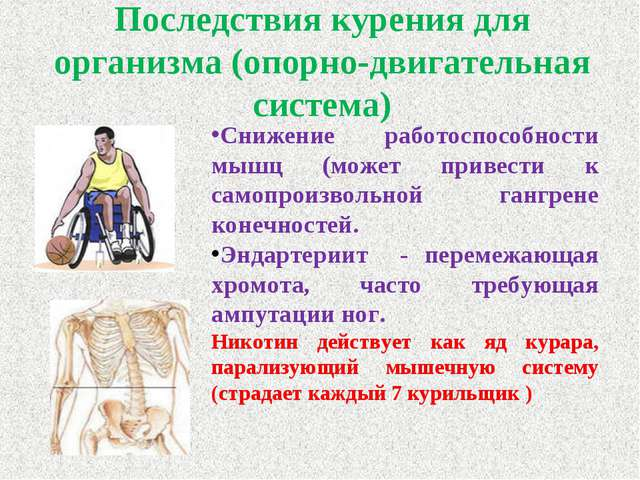 Последствия курения для
организма (опорно-двигательная
система)
•Снижение работоспособности
мышц (может привести к
самопроизвольной гангрене
конечностей.
•Эндартериит - перемежающая
хромота, часто требующая
ампутации ног.
Никотин действует как яд курара,
парализующий мышечную систему
(страдает каждый 7 курильщик )